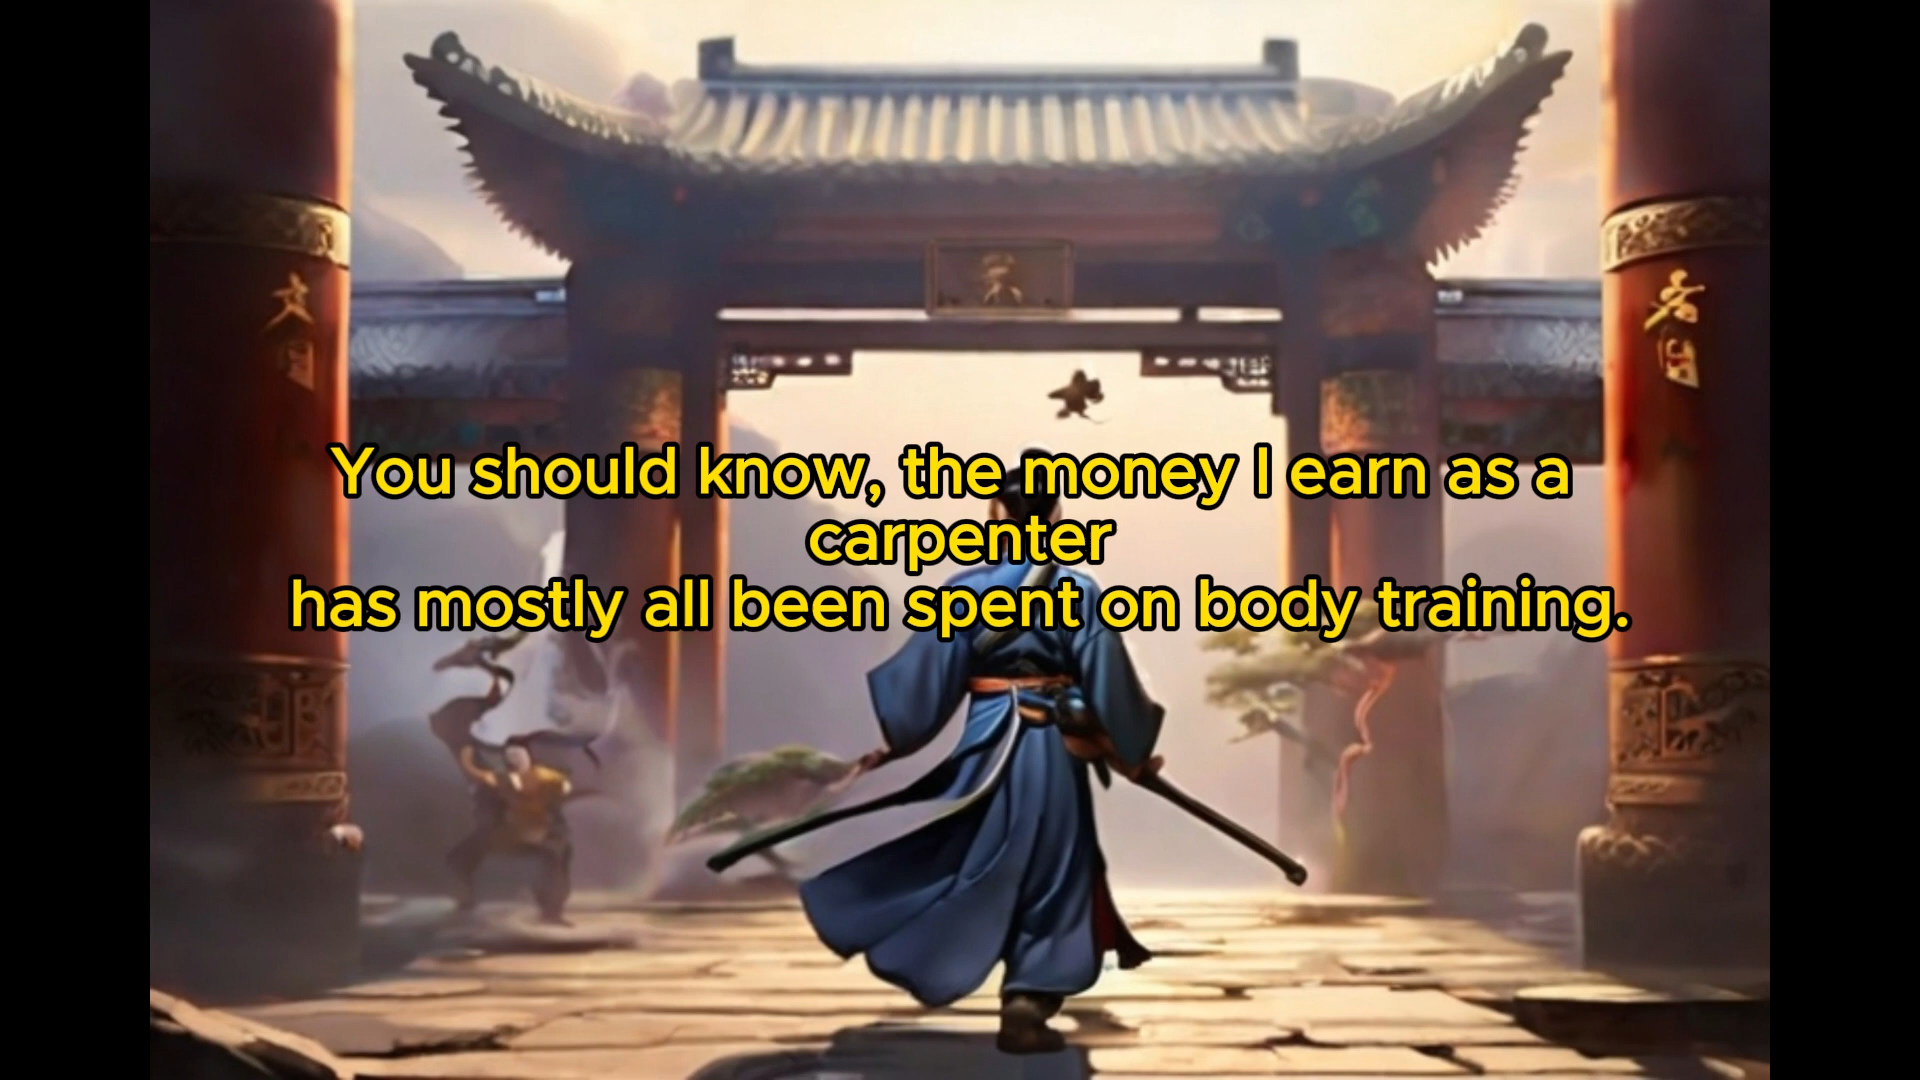 You should know, the money I earn as a
carpenter
has mostly all been spent on body training.